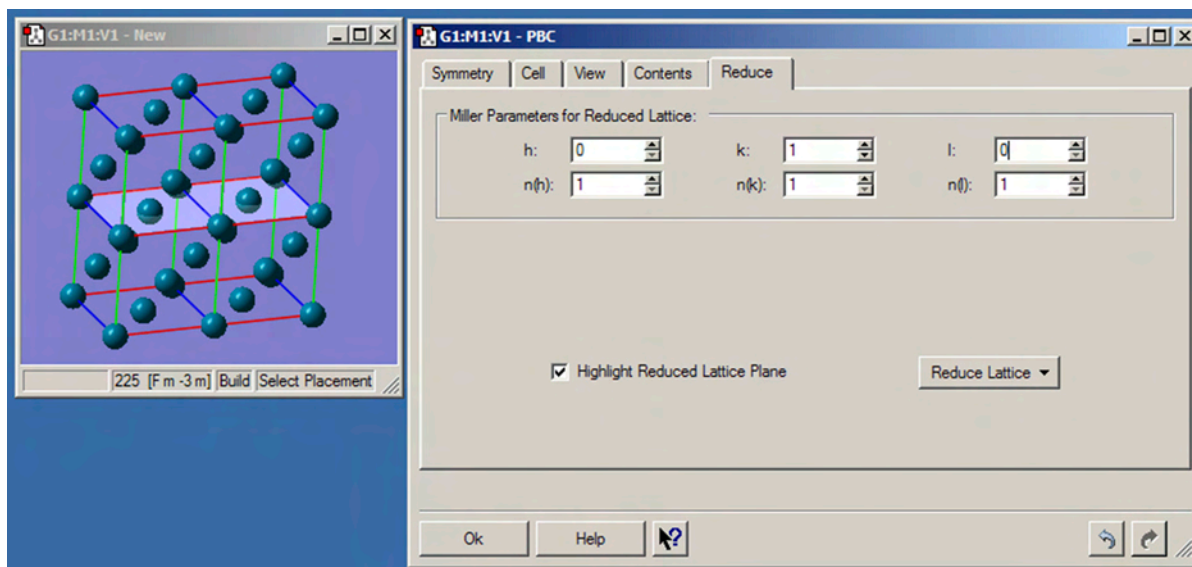 G1:M1:V1 - New
225 [F m -3 m] Build Select Placement
G1:M1:V1 - PBC
Symmetry Cell View Contents Reduce
Miller Parameters for Reduced Lattice:
h: 0 k: 1 l: 0
n(h): 1 n(k): 1 n(l): 1
Highlight Reduced Lattice Plane Reduce Lattice
Ok Help ?